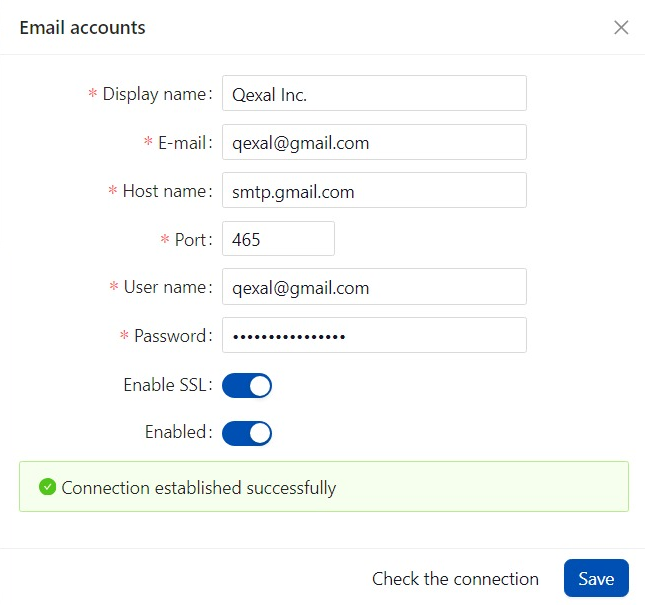 Email accounts
* Display name: Qexal Inc.
* E-mail: qexal@gmail.com
* Host name: smtp.gmail.com
* Port: 465
* User name: qexal@gmail.com
* Password: ••••••••••••••••
Enable SSL:
Enabled:
Connection established successfully
Check the connection Save